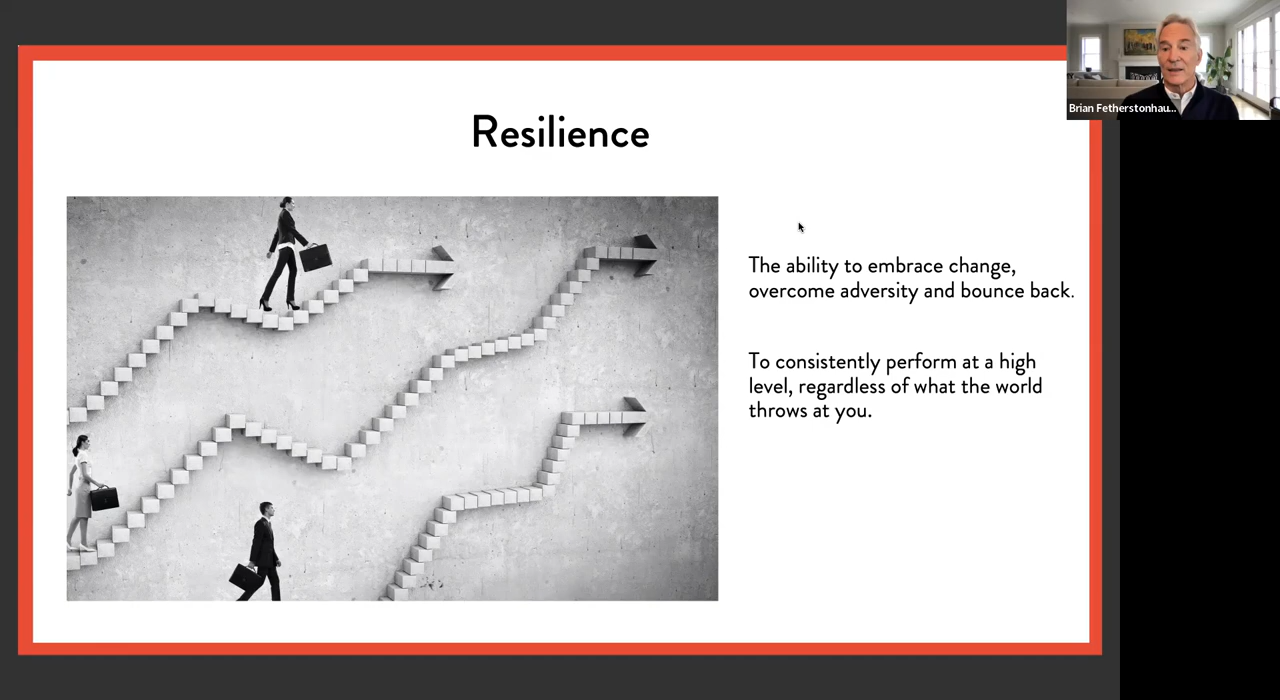 Brian Fetherstonhau...
Resilience
The ability to embrace change,
overcome adversity and bounce back.
To consistently perform at a high
level, regardless of what the world
throws at you.